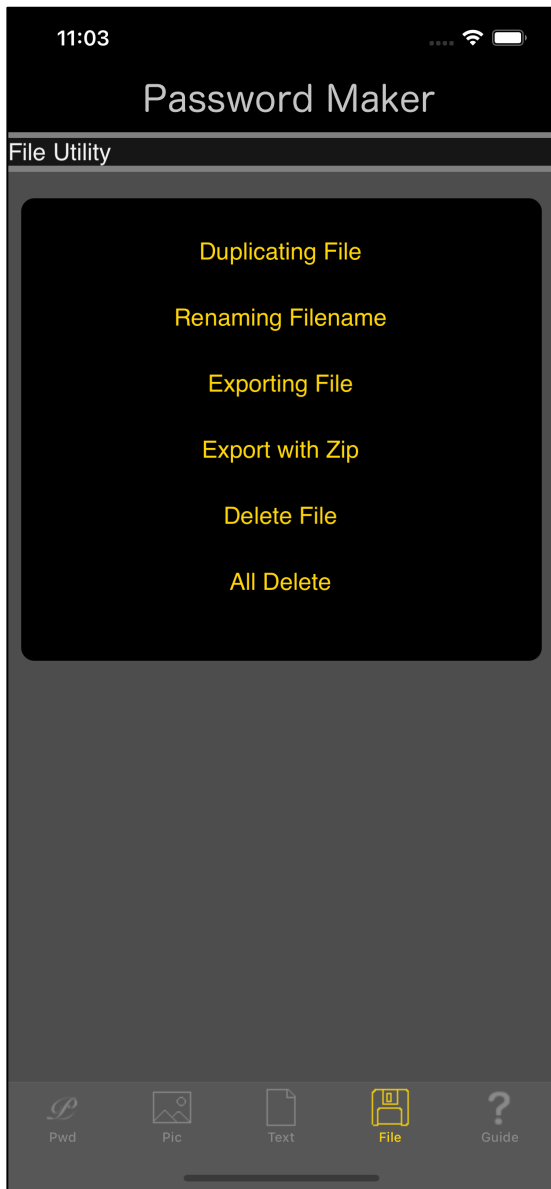 11:03
Password Maker
File Utility
Duplicating File
Renaming Filename
Exporting File
Export with Zip
Delete File
All Delete
Pwd
Pic
Text
File
Guide